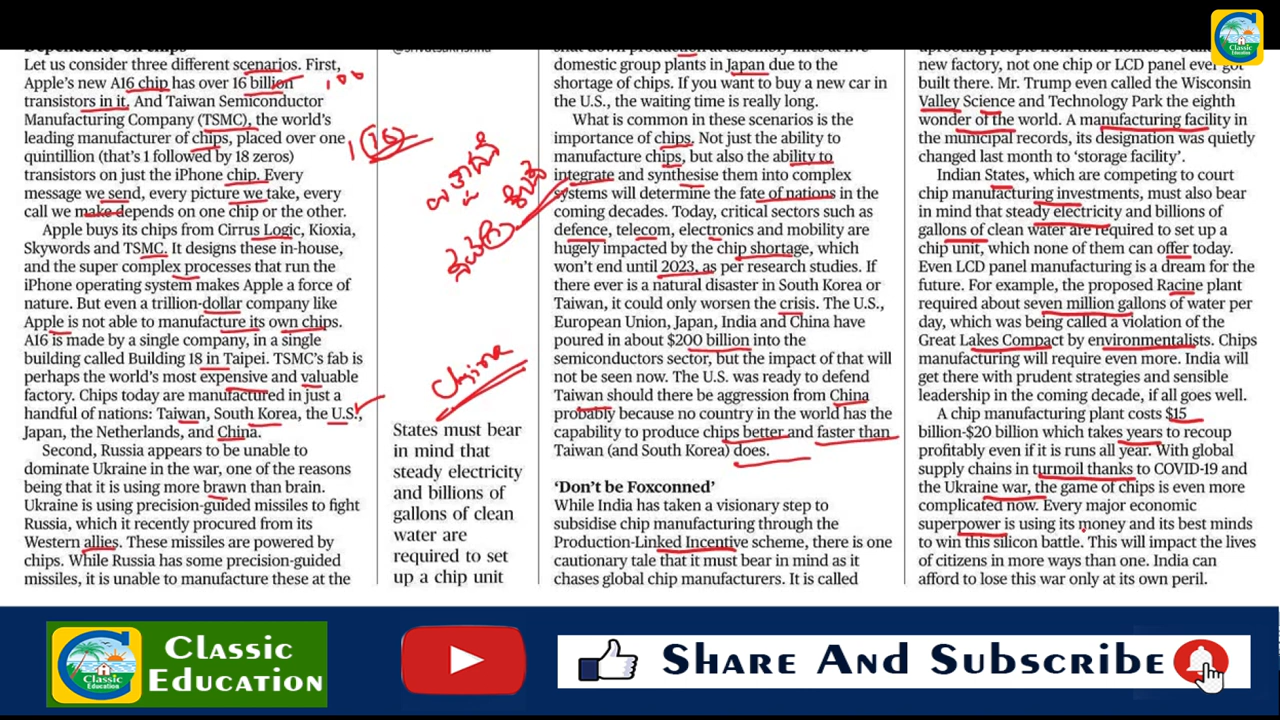 Dependence on chips
Let us consider three different scenarios. First,
Apple's new A16 chip has over 16 billion
transistors in it. And Taiwan Semiconductor
Manufacturing Company (TSMC), the world's
leading manufacturer of chips, placed over one
quintillion (that's 1 followed by 18 zeros)
transistors on just the iPhone chip. Every
message we send, every picture we take, every
call we make depends on one chip or the other.
Apple buys its chips from Cirrus Logic, Kioxia,
Skywords and TSMC. It designs these in-house,
and the super complex processes that run the
iPhone operating system makes Apple a force of
nature. But even a trillion-dollar company like
Apple is not able to manufacture its own chips.
A16 is made by a single company, in a single
building called Building 18 in Taipei. TSMC's fab is
perhaps the world's most expensive and valuable
factory. Chips today are manufactured in just a
handful of nations: Taiwan, South Korea, the U.S.,
Japan, the Netherlands, and China.
Second, Russia appears to be unable to
dominate Ukraine in the war, one of the reasons
being that it is using more brawn than brain.
Ukraine is using precision-guided missiles to fight
Russia, which it recently procured from its
Western allies. These missiles are powered by
chips. While Russia has some precision-guided
missiles, it is unable to manufacture these at the
100
1
16
States must bear
in mind that
steady electricity
and billions of
gallons of clean
water are
required to set
up a chip unit
shut down production at assembly lines at five
domestic group plants in Japan due to the
shortage of chips. If you want to buy a new car in
the U.S., the waiting time is really long.
What is common in these scenarios is the
importance of chips. Not just the ability to
manufacture chips, but also the ability to
integrate and synthesise them into complex
systems will determine the fate of nations in the
coming decades. Today, critical sectors such as
defence, telecom, electronics and mobility are
hugely impacted by the chip shortage, which
won't end until 2023, as per research studies. If
there ever is a natural disaster in South Korea or
Taiwan, it could only worsen the crisis. The U.S.,
European Union, Japan, India and China have
poured in about $200 billion into the
semiconductors sector, but the impact of that will
not be seen now. The U.S. was ready to defend
Taiwan should there be aggression from China
probably because no country in the world has the
capability to produce chips better and faster than
Taiwan (and South Korea) does.
'Don't be Foxconned'
While India has taken a visionary step to
subsidise chip manufacturing through the
Production-Linked Incentive scheme, there is one
cautionary tale that it must bear in mind as it
chases global chip manufacturers. It is called
uprooting people from their homes to build
new factory, not one chip or LCD panel ever got
built there. Mr. Trump even called the Wisconsin
Valley Science and Technology Park the eighth
wonder of the world. A manufacturing facility in
the municipal records, its designation was quietly
changed last month to 'storage facility'.
Indian States, which are competing to court
chip manufacturing investments, must also bear
in mind that steady electricity and billions of
gallons of clean water are required to set up a
chip unit, which none of them can offer today.
Even LCD panel manufacturing is a dream for the
future. For example, the proposed Racine plant
required about seven million gallons of water per
day, which was being called a violation of the
Great Lakes Compact by environmentalists. Chips
manufacturing will require even more. India will
get there with prudent strategies and sensible
leadership in the coming decade, if all goes well.
A chip manufacturing plant costs $15
billion-$20 billion which takes years to recoup
profitably even if it is runs all year. With global
supply chains in turmoil thanks to COVID-19 and
the Ukraine war, the game of chips is even more
complicated now. Every major economic
superpower is using its money and its best minds
to win this silicon battle. This will impact the lives
of citizens in more ways than one. India can
afford to lose this war only at its own peril.
Classic
Education
Classic
Education
Classic
Education
Share And Subscribe